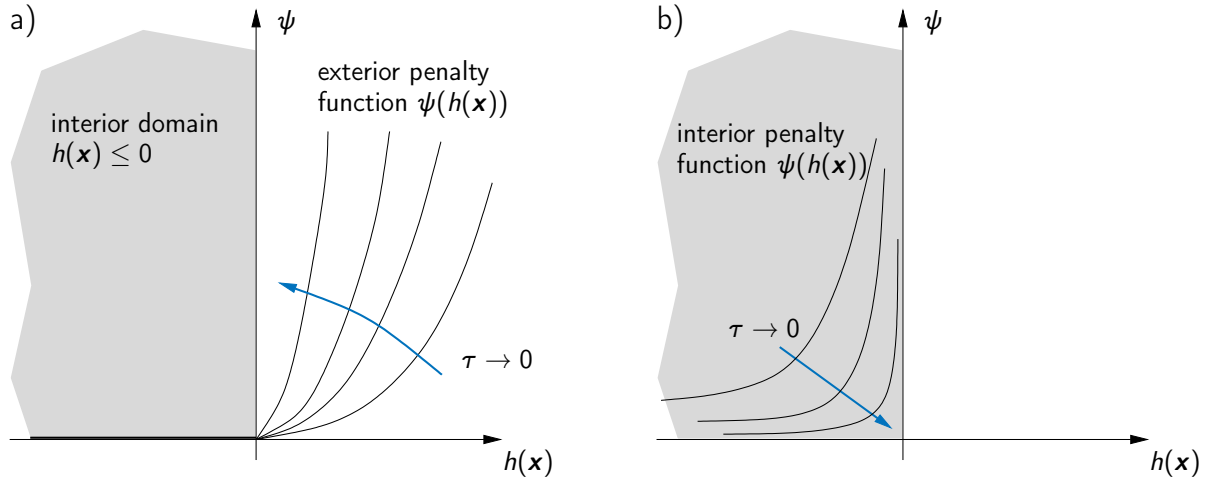 a)
ψ
exterior penalty
function ψ(h(x))
interior domain
h(x) ≤ 0
τ → 0
h(x)
b)
ψ
interior penalty
function ψ(h(x))
τ → 0
h(x)